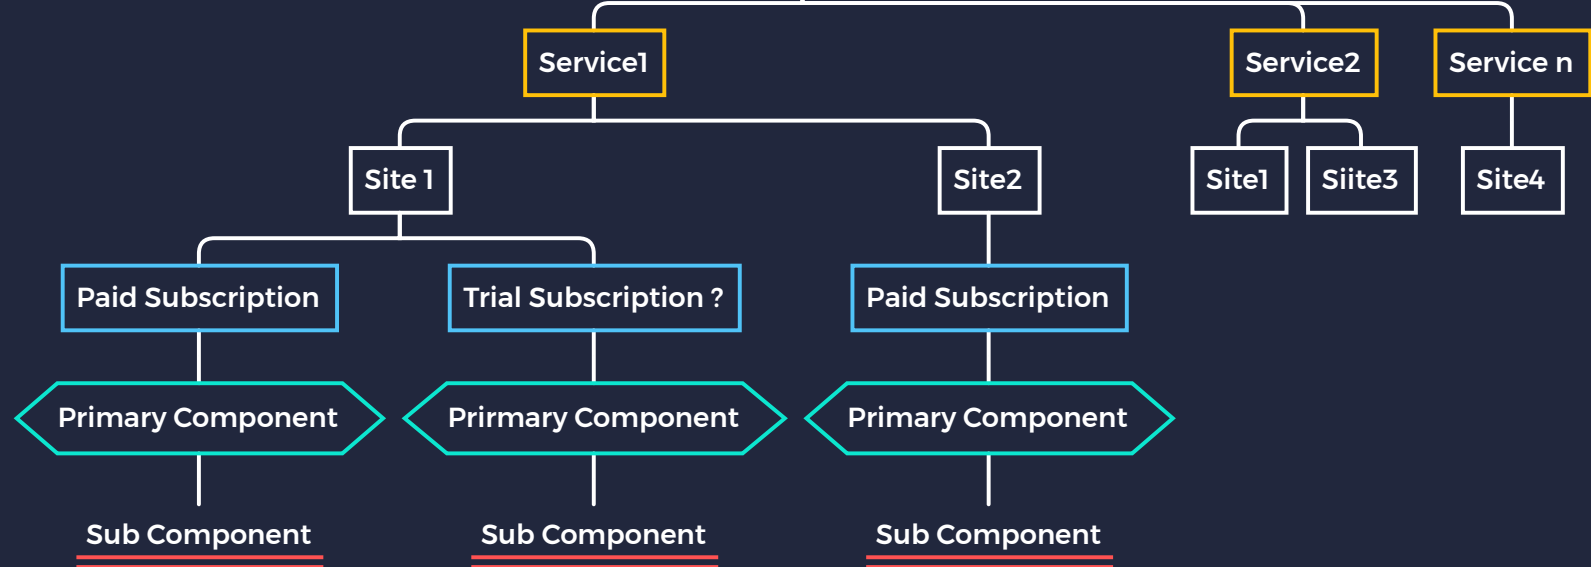 Service1
Service2
Service n
Site 1
Site2
Site1
Siite3
Site4
Paid Subscription
Trial Subscription ?
Paid Subscription
Primary Component
Prirmary Component
Primary Component
Sub Component
Sub Component
Sub Component